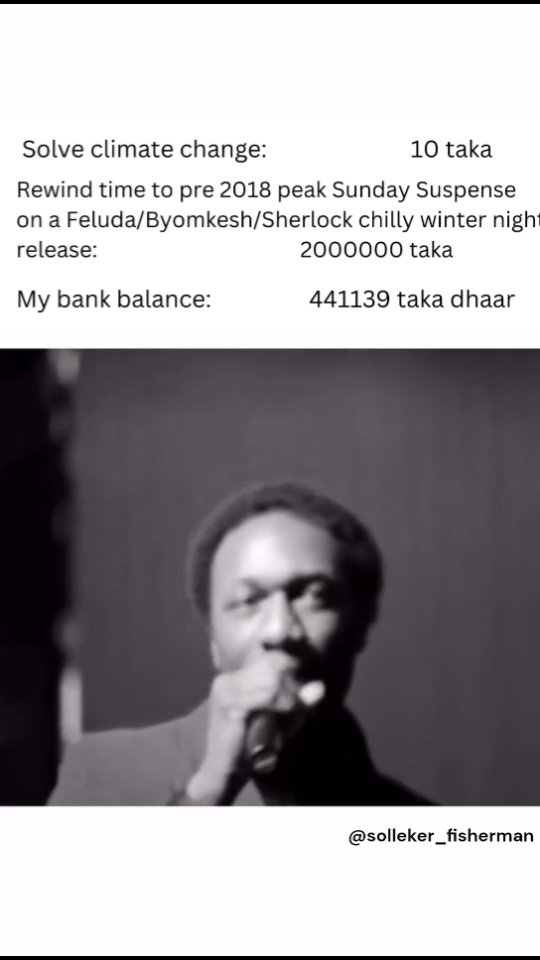 Solve climate change: 10 taka
Rewind time to pre 2018 peak Sunday Suspense
on a Feluda/Byomkesh/Sherlock chilly winter night
release: 2000000 taka
My bank balance: 441139 taka dhaar
@solleker_fisherman